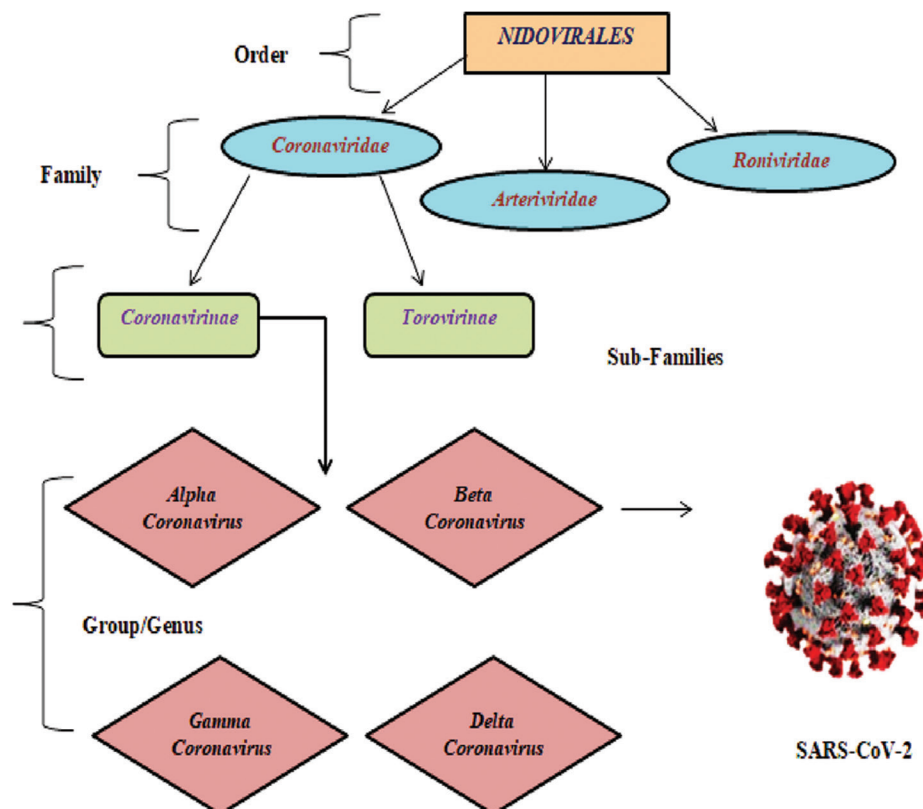 NIDOVIRALES
Order
Coronaviridae
Roniviridae
Family
Arteriviridae
Coronavirinae
Torovirinae
Sub-Families
Alpha
Coronavirus
Beta
Coronavirus
Group/Genus
Gamma
Coronavirus
Delta
Coronavirus
SARS-CoV-2